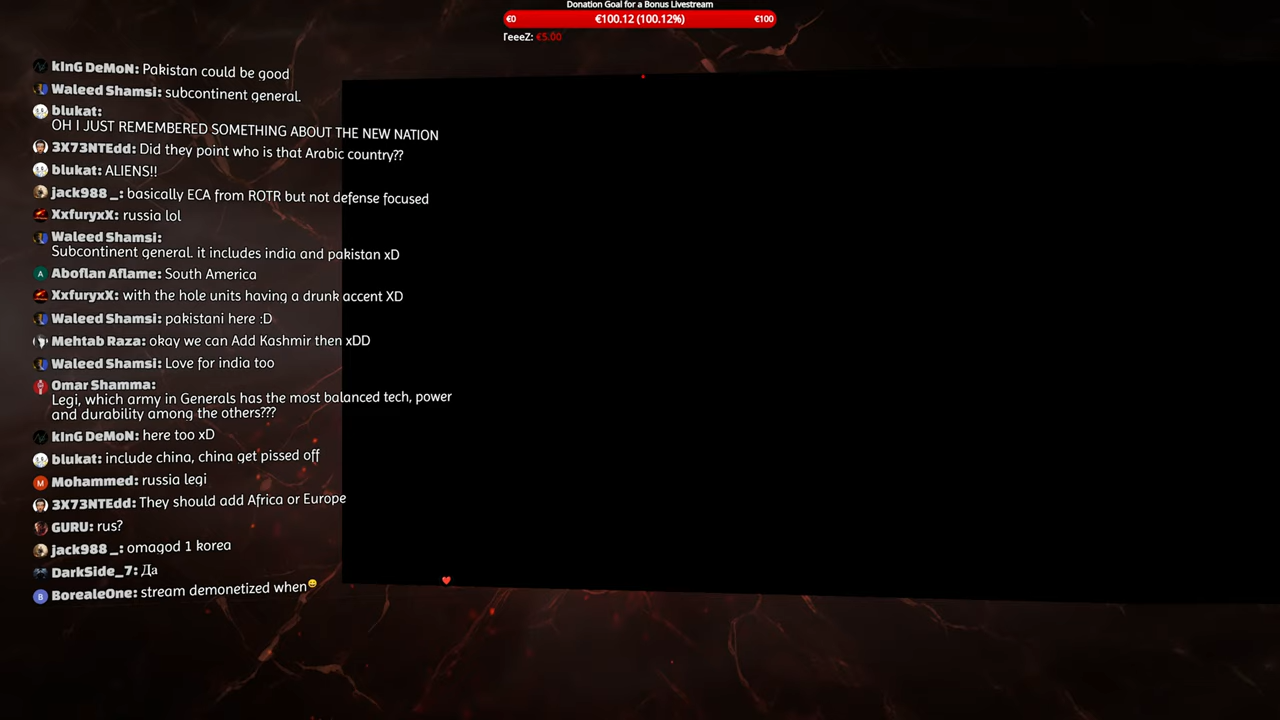 Donation Goal for a Bonus Livestream
€0 €100.12 (100.12%) €100
ГeeeZ: €5.00
kInG DeMoN: Pakistan could be good
Waleed Shamsi: subcontinent general.
blukat:
OH I JUST REMEMBERED SOMETHING ABOUT THE NEW NATION
3X73NTEdd: Did they point who is that Arabic country??
blukat: ALIENS!!
jack988 _: basically ECA from ROTR but not defense focused
XxfuryxX: russia lol
Waleed Shamsi:
Subcontinent general. it includes india and pakistan xD
A Aboflan Aflame: South America
XxfuryxX: with the hole units having a drunk accent XD
Waleed Shamsi: pakistani here :D
Mehtab Raza: okay we can Add Kashmir then xDD
Waleed Shamsi: Love for india too
Omar Shamma:
Legi, which army in Generals has the most balanced tech, power
and durability among the others???
kInG DeMoN: here too xD
blukat: include china, china get pissed off
M Mohammed: russia legi
3X73NTEdd: They should add Africa or Europe
GURU: rus?
jack988 _: omagod 1 korea
DarkSide_7: Да
B BorealeOne: stream demonetized when😄